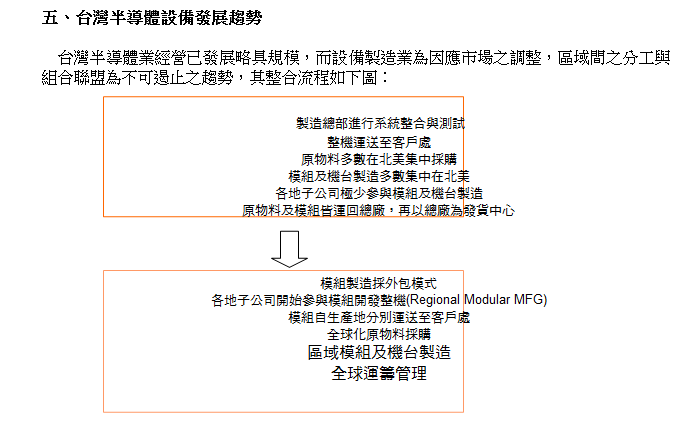 五、台灣半導體設備發展趨勢
台灣半導體業經營已發展略具規模，而設備製造業為因應市場之調整，區域間之分工與
組合聯盟為不可遏止之趨勢，其整合流程如下圖：
製造總部進行系統整合與測試
整機運送至客戶處
原物料多數在北美集中採購
模組及機台製造多數集中在北美
各地子公司極少參與模組及機台製造
原物料及模組皆運回總廠，再以總廠為發貨中心
模組製造採外包模式
各地子公司開始參與模組開發整機(Regional Modular MFG)
模組自生產地分別運送至客戶處
全球化原物料採購
區域模組及機台製造
全球運籌管理